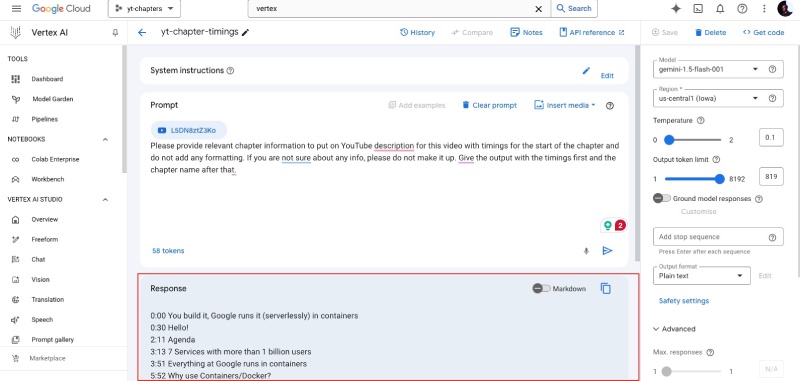 Google Cloud
yt-chapters
vertex
Search
Vertex AI
yt-chapter-timings
History
Compare
Notes
API reference
Save
Delete
Get code
TOOLS
Dashboard
Model Garden
Pipelines
NOTEBOOKS
Colab Enterprise
Workbench
VERTEX AI STUDIO
Overview
Freeform
Chat
Vision
Translation
Speech
Prompt gallery
Marketplace
System instructions
Edit
Prompt
Add examples
Clear prompt
Insert media
L5DN8ztZ3Ko
Please provide relevant chapter information to put on YouTube description for this video with timings for the start of the chapter and
do not add any formatting. If you are not sure about any info, please do not make it up. Give the output with the timings first and the
chapter name after that.
2
58 tokens
Response
Markdown
0:00 You build it, Google runs it (serverlessly) in containers
0:30 Hello!
2:11 Agenda
3:13 7 Services with more than 1 billion users
3:51 Everything at Google runs in containers
5:52 Why use Containers/Docker?
Model
gemini-1.5-flash-001
Region *
us-central1 (Iowa)
Temperature
0 2 0.1
Output token limit
1 8192 819
Ground model responses
Customise
Add stop sequence
Press Enter after each sequence
Output format
Plain text
Edit
Safety settings
Advanced
Max. responses
1 N/A